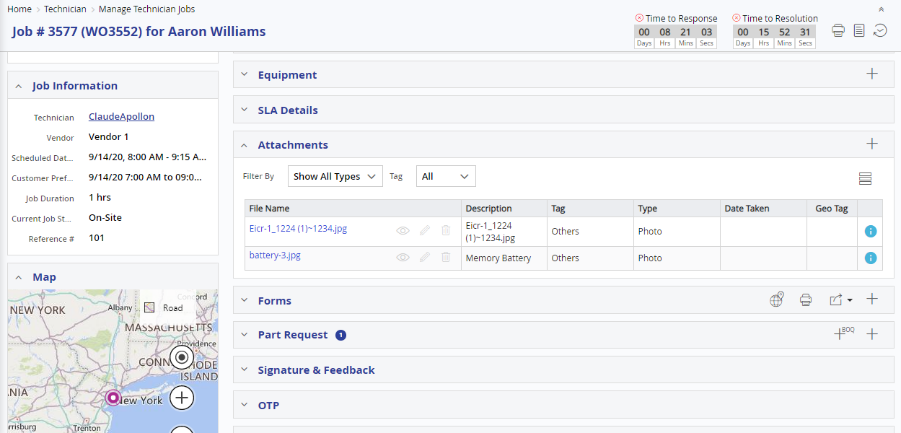 Home > Technician > Manage Technician Jobs
Job # 3577 (WO3552) for Aaron Williams
Time to Response
00 08 21 03
Days Hrs Mins Secs
Time to Resolution
00 15 52 31
Days Hrs Mins Secs
Job Information
Technician ClaudeApollon
Vendor Vendor 1
Scheduled Dat... 9/14/20, 8:00 AM - 9:15 A...
Customer Pref... 9/14/20 7:00 AM to 09:0...
Job Duration 1 hrs
Current Job St... On-Site
Reference # 101
Map
Road
Concord
Albany
NEW YORK
MASSACHUSETTS
Providence
CONN
HODE
ISLAND
NIA
New York
rrisburg
Trenton
Equipment
SLA Details
Attachments
Filter By Show All Types Tag All
File Name Description Tag Type Date Taken Geo Tag
Eicr-1_1224 (1)~1234.jpg Eicr-1_1224 (1)~1234.jpg Others Photo
battery-3.jpg Memory Battery Others Photo
Forms
Part Request 1 BOQ
Signature & Feedback
OTP